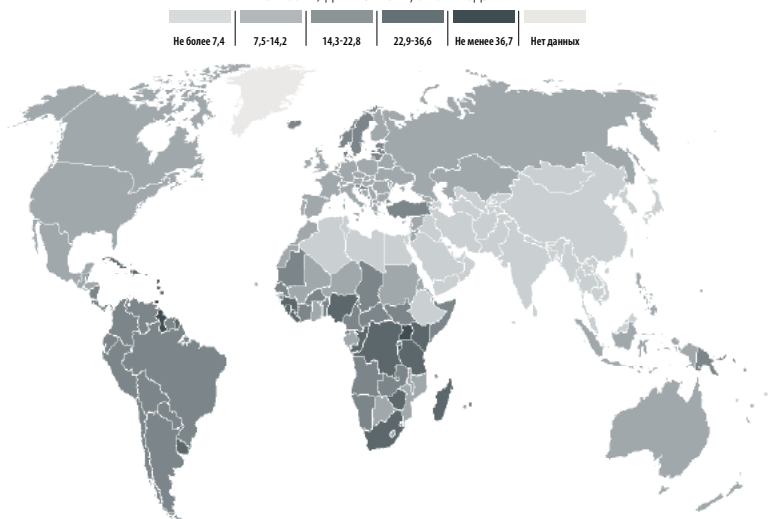 Не более 7,4
7,5-14,2
14,3-22,8
22,9-36,6
Не менее 36,7
Нет данных